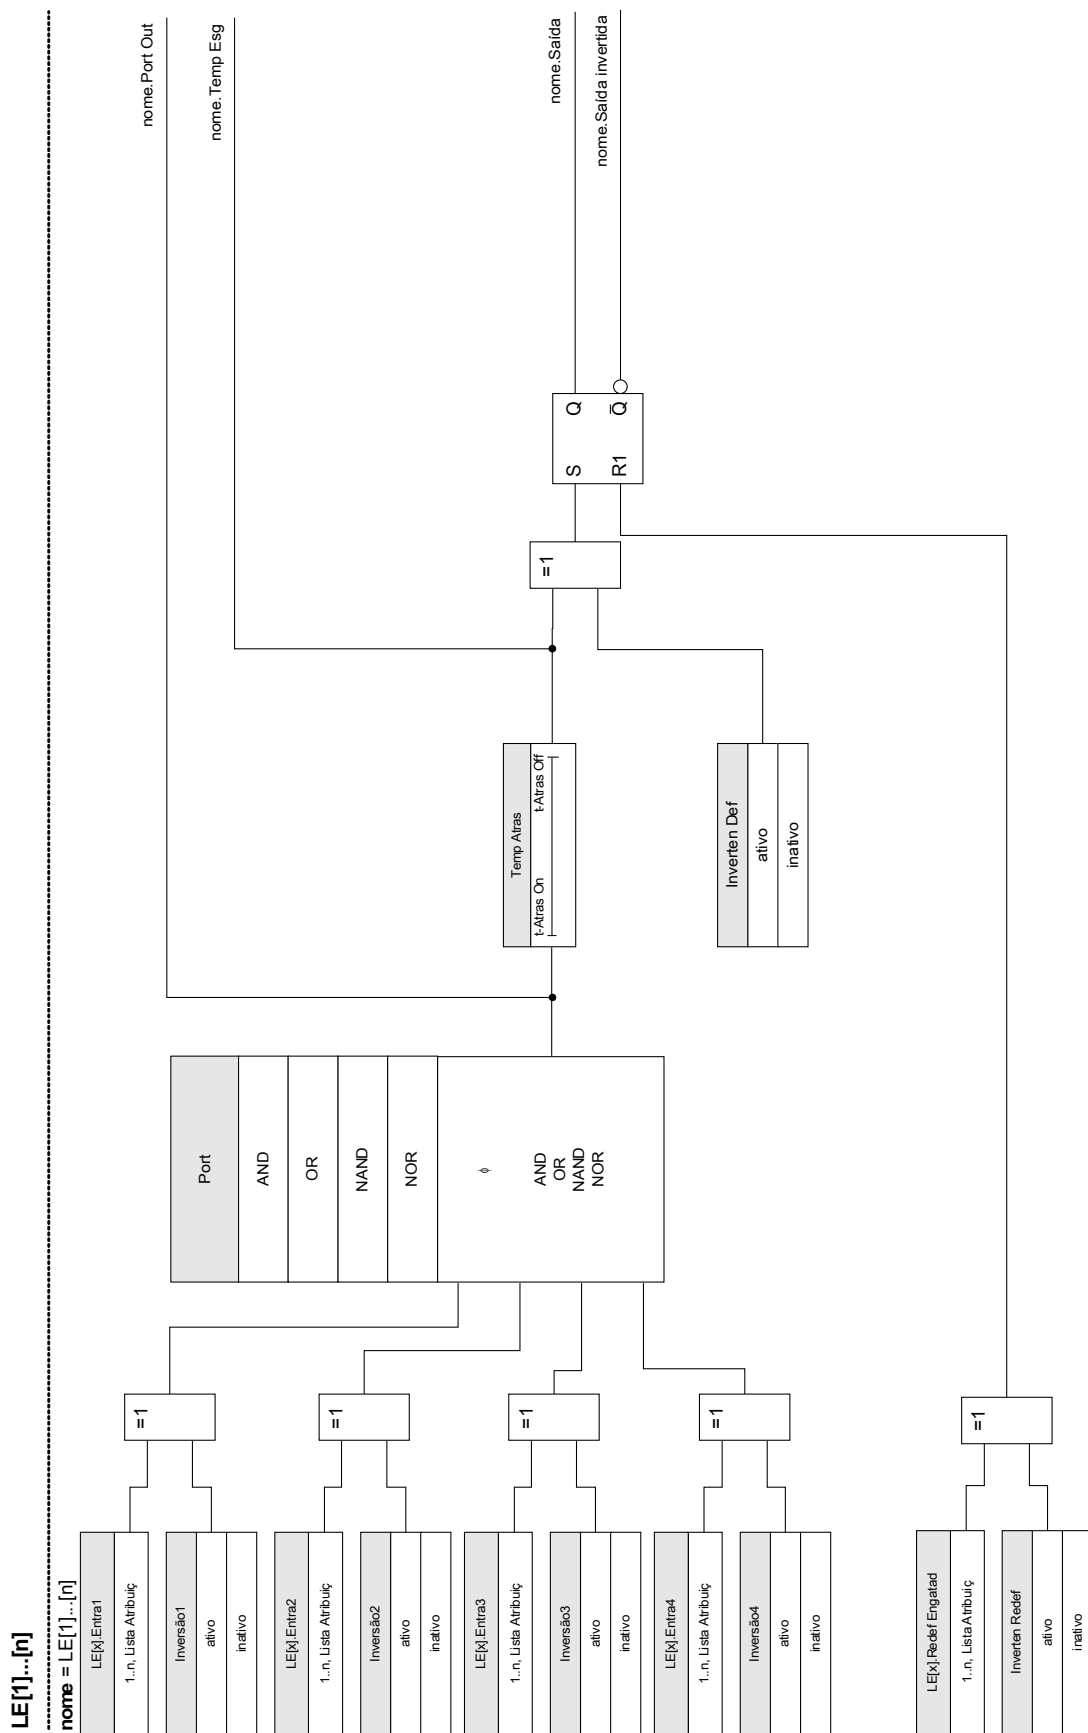 LE[1]...[n]
nome = LE[1]...[n]
LE[x].Entra1
1..n, Lista Atribuiç
Inversão1
ativo
inativo
LE[x].Entra2
1..n, Lista Atribuiç
Inversão2
ativo
inativo
LE[x].Entra3
1..n, Lista Atribuiç
Inversão3
ativo
inativo
LE[x].Entra4
1..n, Lista Atribuiç
Inversão4
ativo
inativo
LE[x].Redef Engatad
1..n, Lista Atribuiç
Inverten Redef
ativo
inativo
=1
=1
=1
=1
=1
Port
AND
OR
NAND
NOR
ϕ
AND
OR
NAND
NOR
Temp Atras
t-Atras On
t-Atras Off
Inverten Def
ativo
inativo
=1
S
Q
R1
Q̅
nome.Port Out
nome.Temp Esg
nome.Saída
nome.Saída invertida